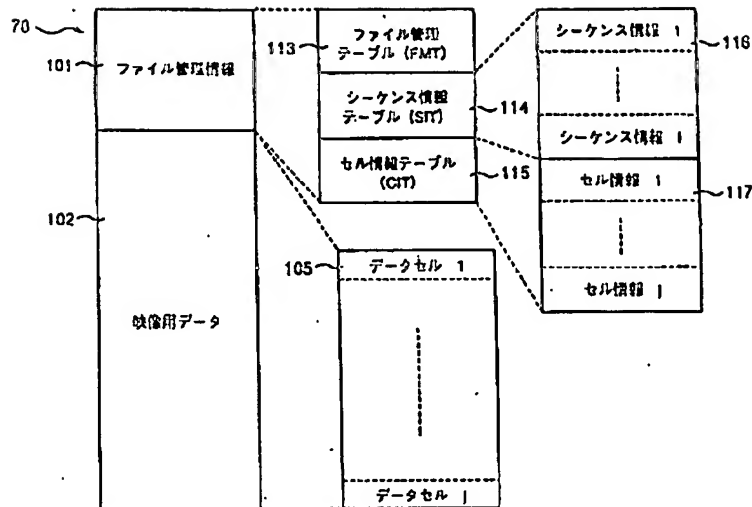 70
101
ファイル管理情報
102
映像用データ
113
ファイル管理
テーブル (FMT)
シーケンス情報
テーブル (SIT)
114
セル情報テーブル
(CIT)
115
シーケンス情報 1
116
シーケンス情報 i
セル情報 1
117
セル情報 j
105
データセル 1
データセル j